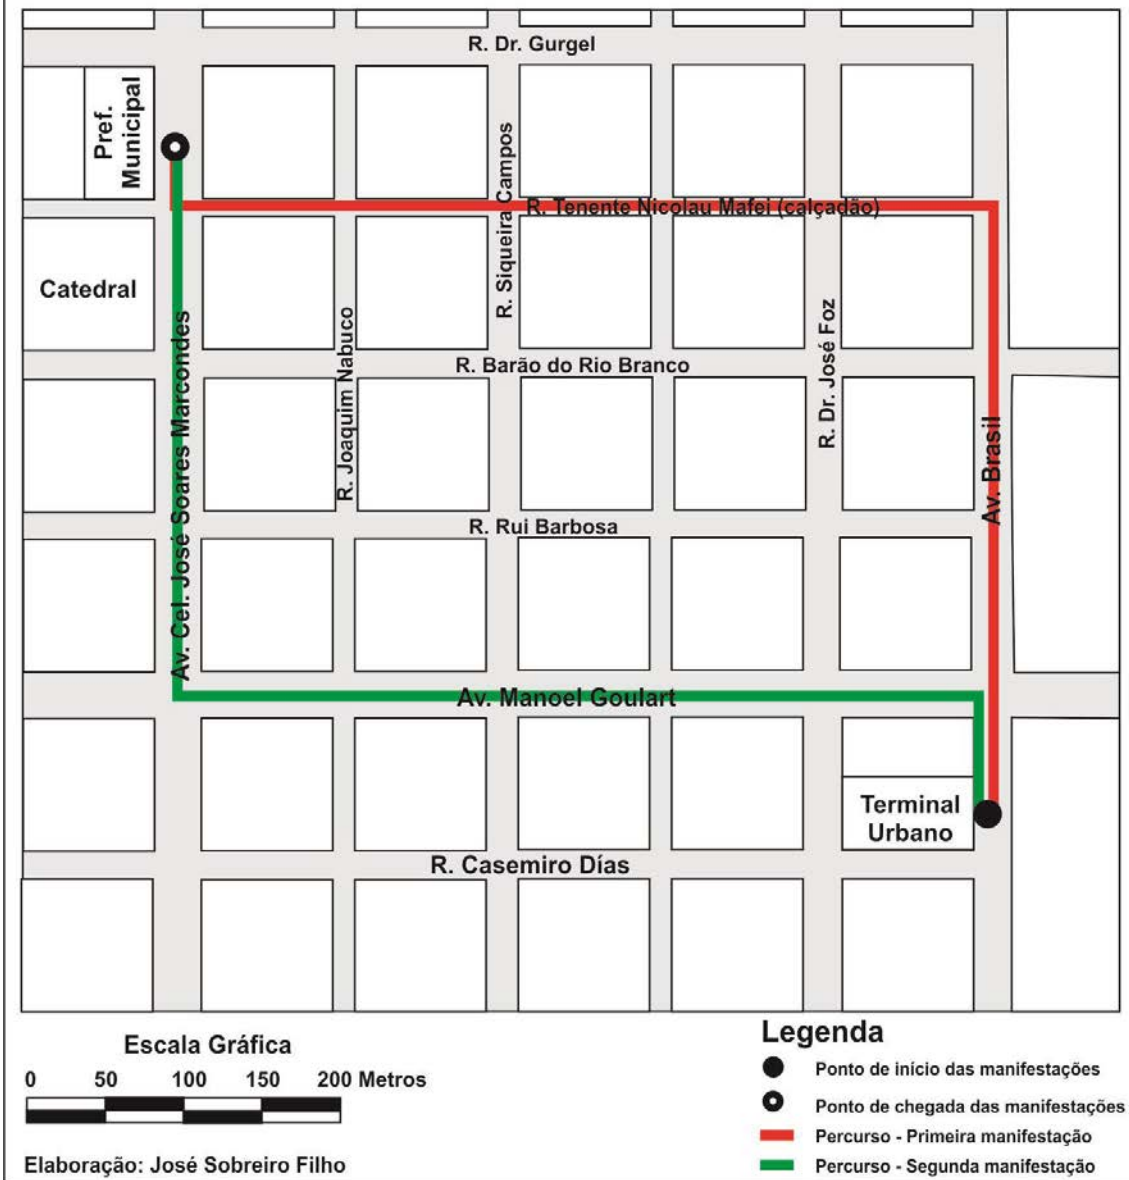 R. Dr. Gurgel
Pref.
Municipal
R. Siqueira Campos
R. Tenente Nicolau Mafei (calçadão)
Catedral
Av. Cel. José Soares Marcondes
R. Joaquim Nabuco
R. Barão do Rio Branco
R. Dr. José Foz
Av. Brasil
R. Rui Barbosa
Av. Manoel Goulart
Terminal
Urbano
R. Casemiro Días
Escala Gráfica
0 50 100 150 200 Metros
Elaboração: José Sobreiro Filho
Legenda
Ponto de início das manifestações
Ponto de chegada das manifestações
Percurso - Primeira manifestação
Percurso - Segunda manifestação